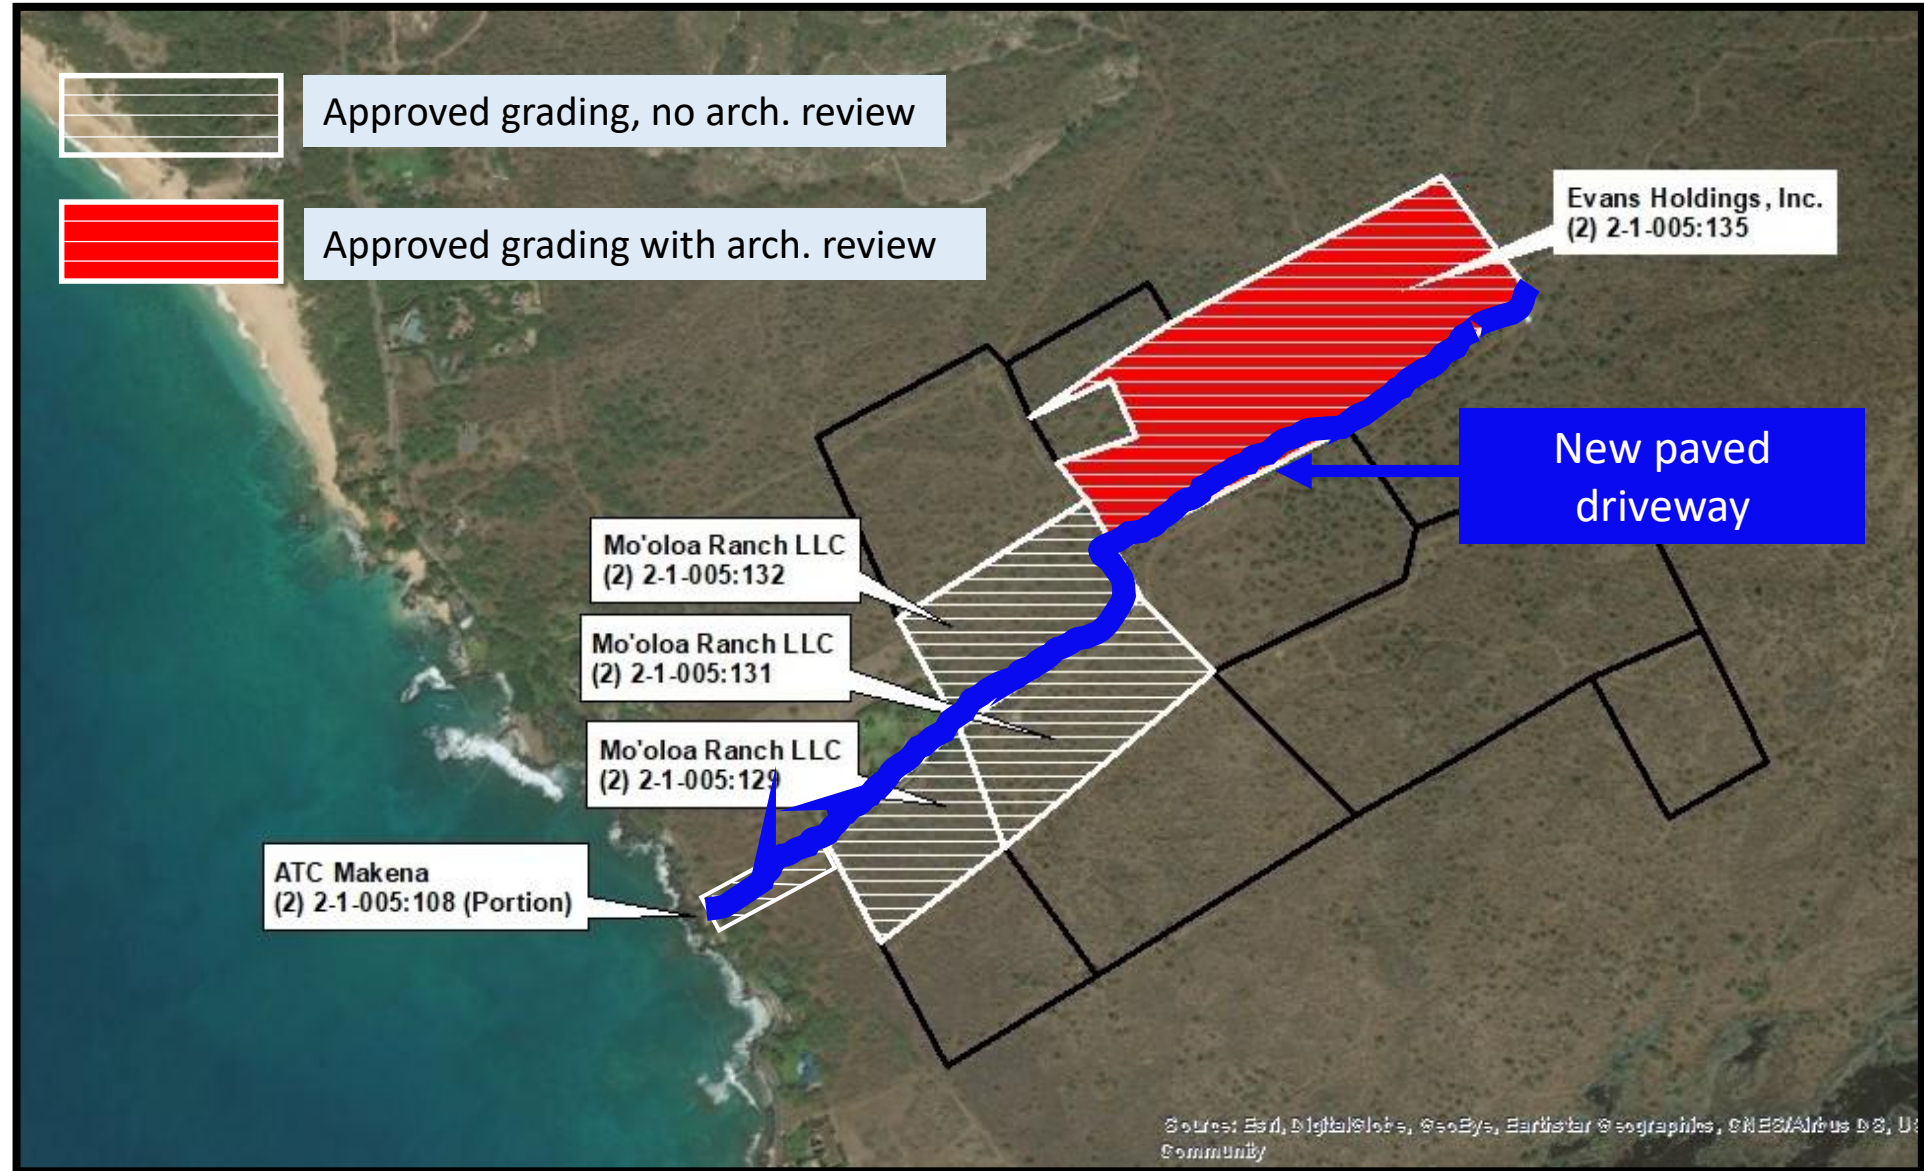 Approved grading, no arch. review
Approved grading with arch. review
Evans Holdings, Inc.
(2) 2-1-005:135
New paved
driveway
Mo'oloa Ranch LLC
(2) 2-1-005:132
Mo'oloa Ranch LLC
(2) 2-1-005:131
Mo'oloa Ranch LLC
(2) 2-1-005:129
ATC Makena
(2) 2-1-005:108 (Portion)
Source: Esri, DigitalGlobe, GeoEye, Earthstar Geographics, CNES/Airbus DS,
Community